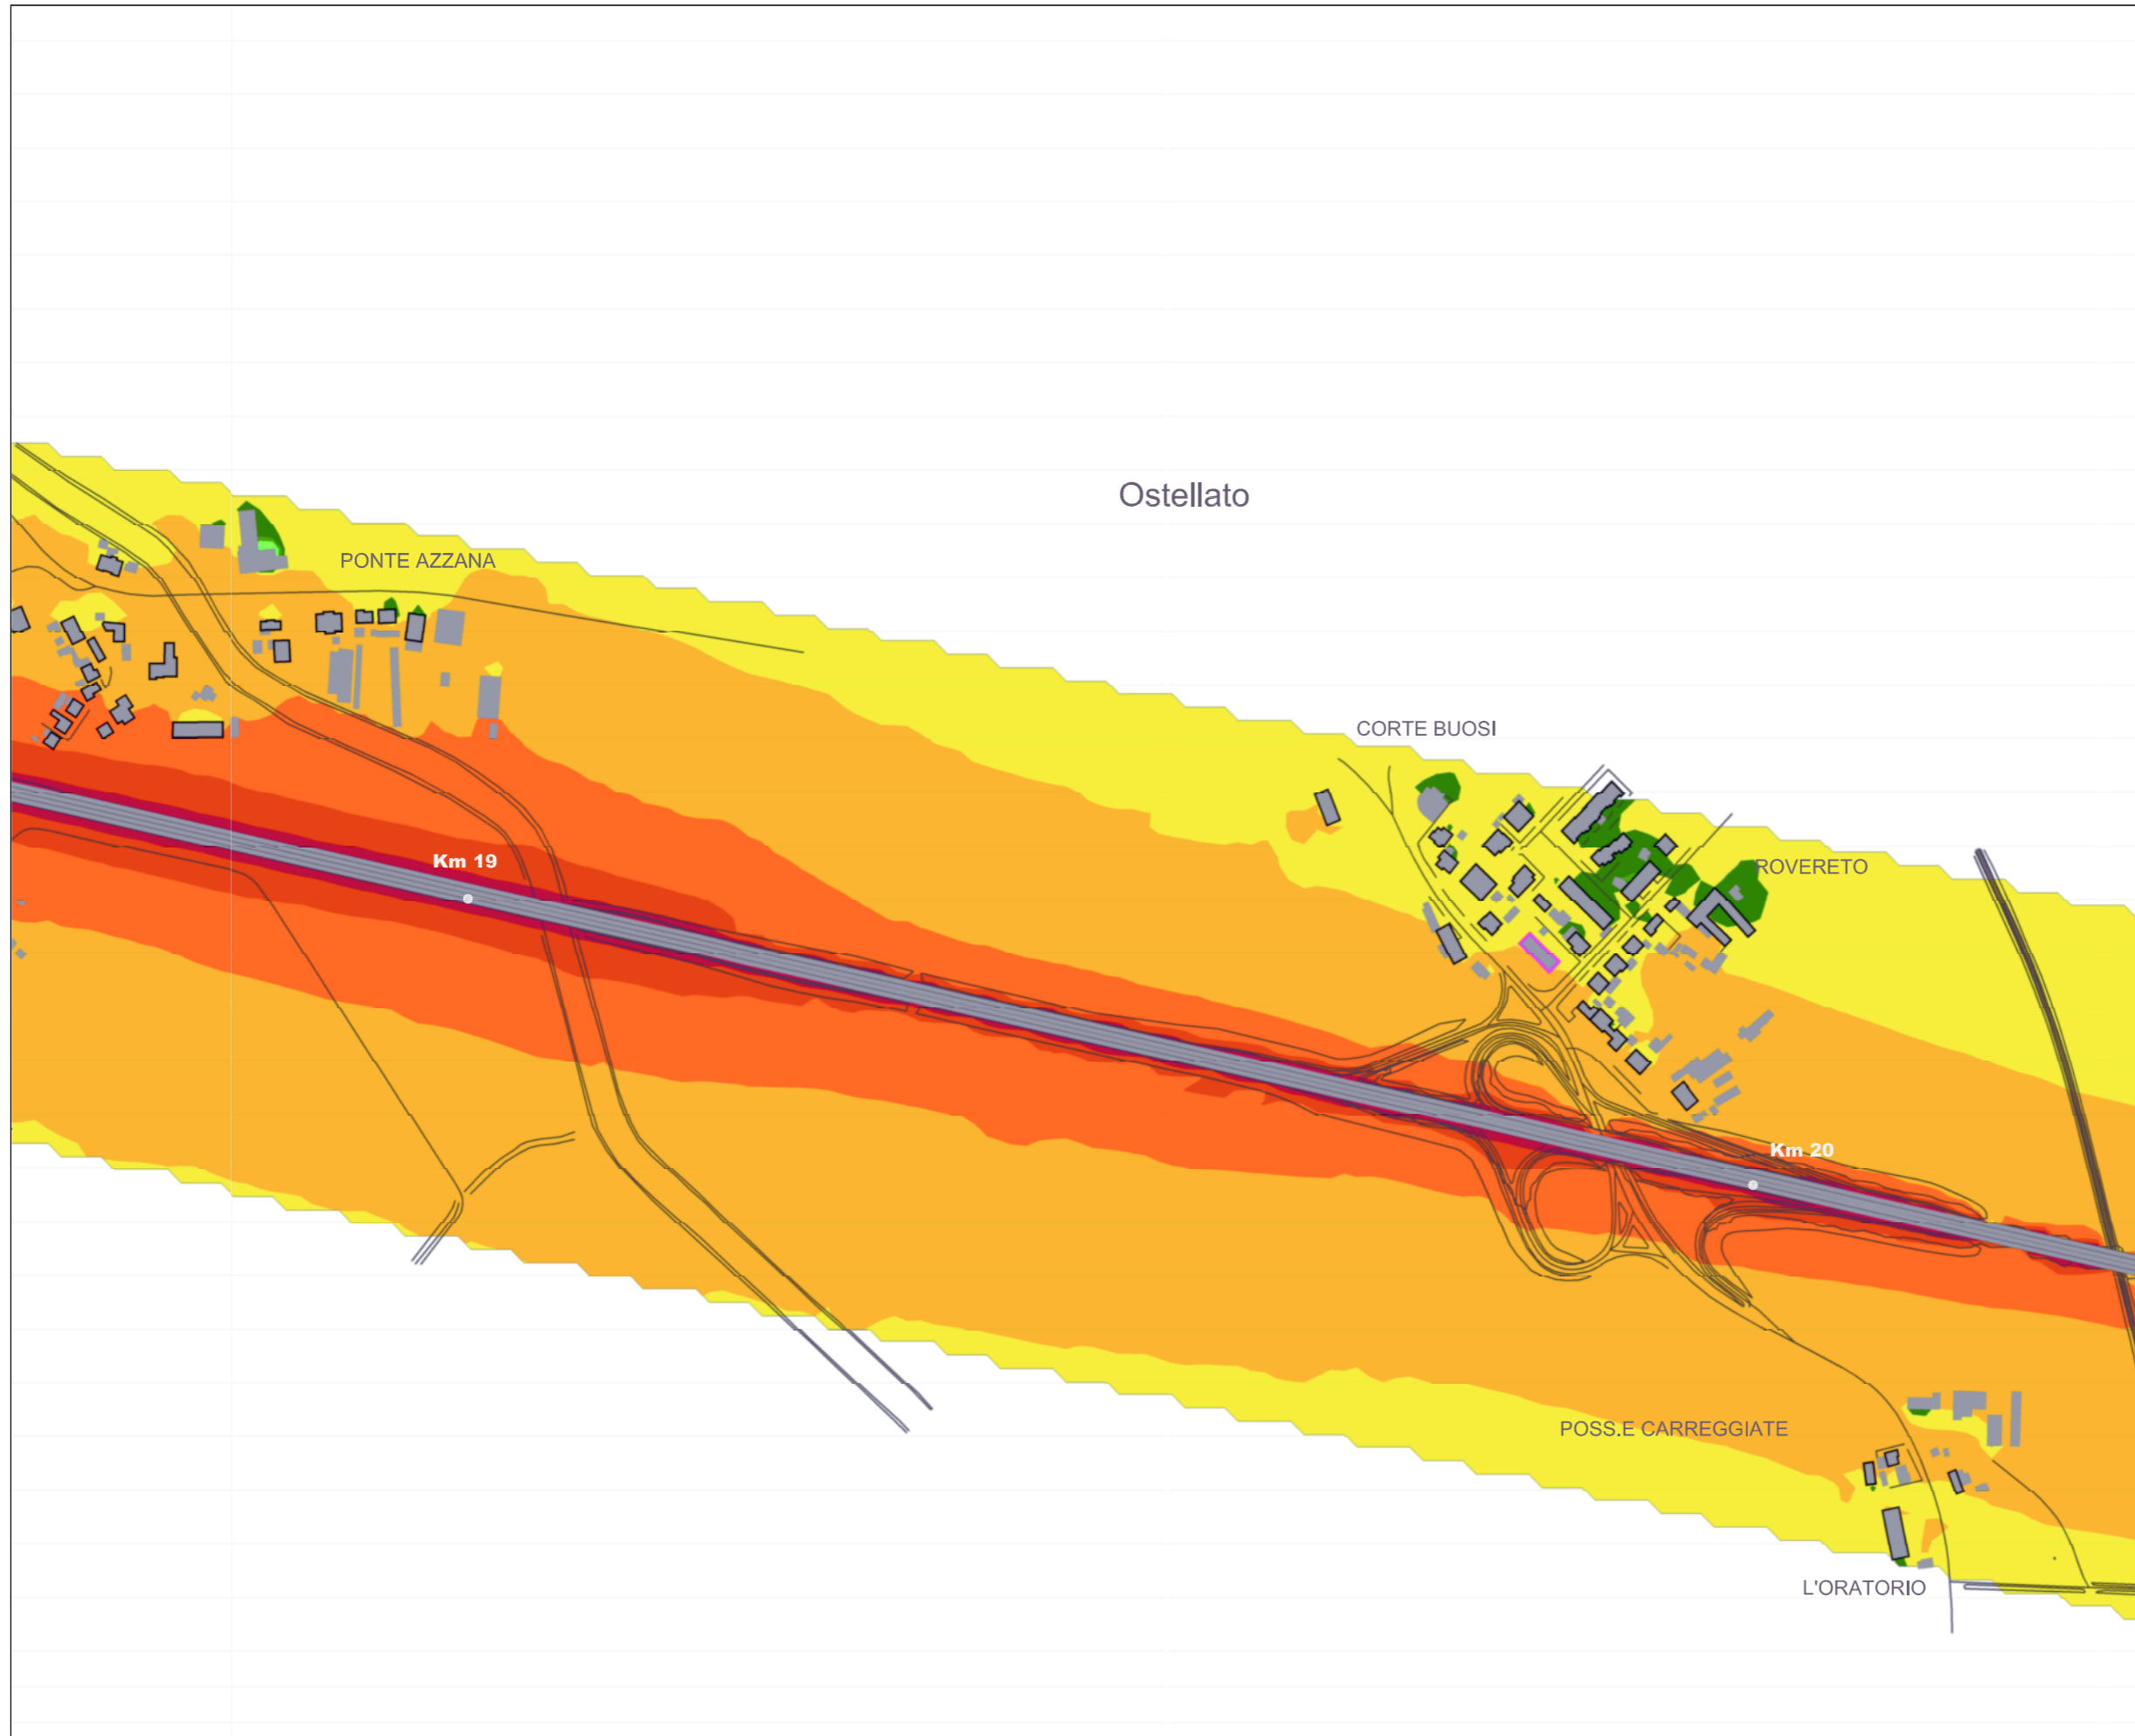 Ostellato
PONTE AZZANA
CORTE BUOSI
Km 19
ROVERETO
Km 20
POSS.E CARREGGIATE
L'ORATORIO